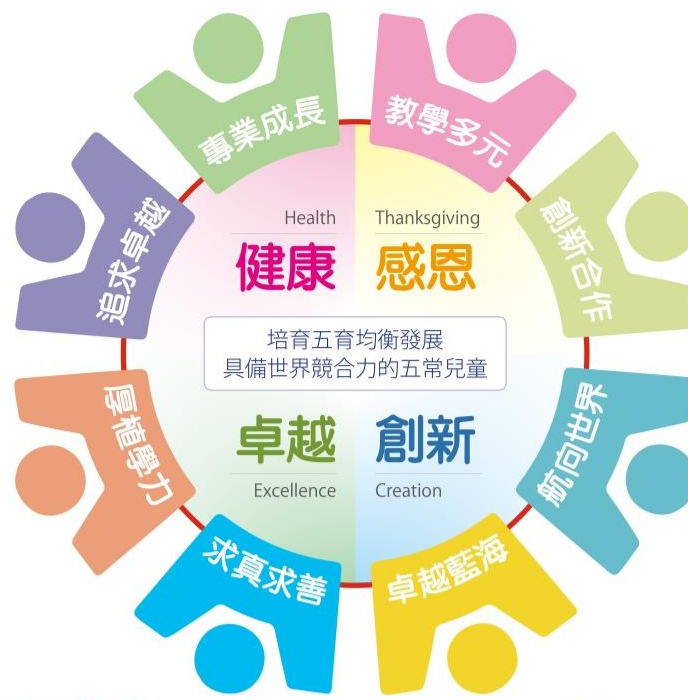 專業成長
教學多元
追求卓越
創新合作
Health
Thanksgiving
健康
感恩
培育五育均衡發展
具備世界競合力的五常兒童
卓越
創新
Excellence
Creation
厚植學力
航向世界
求真求善
卓越藍海